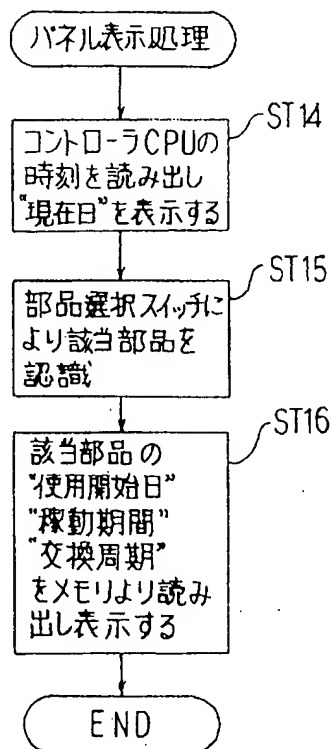 パネル表示処理
ST14
コントローラCPUの
時刻を読み出し
"現在日"を表示する
ST15
部品選択スイッチに
より該当部品を
認識
ST16
該当部品の
"使用開始日"
"稼動期間"
"交換周期"
をメモリより読み
出し表示する
END